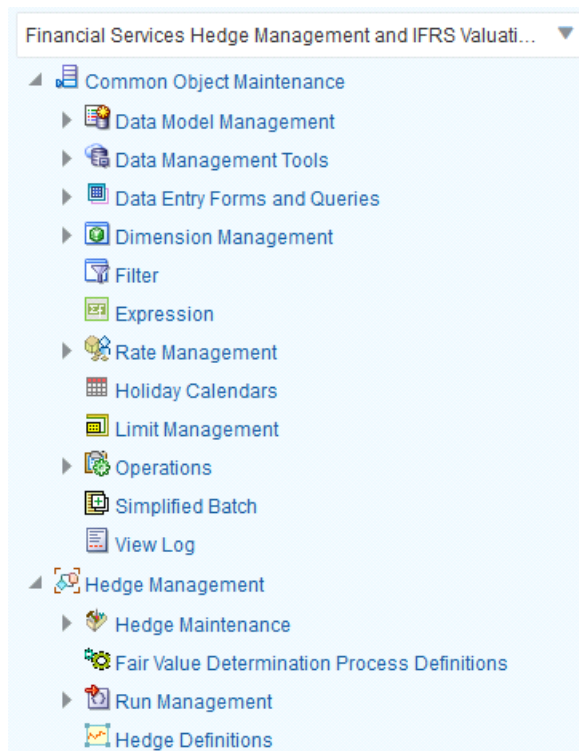 Financial Services Hedge Management and IFRS Valuati...
Common Object Maintenance
Data Model Management
Data Management Tools
Data Entry Forms and Queries
Dimension Management
Filter
Expression
Rate Management
Holiday Calendars
Limit Management
Operations
Simplified Batch
View Log
Hedge Management
Hedge Maintenance
Fair Value Determination Process Definitions
Run Management
Hedge Definitions